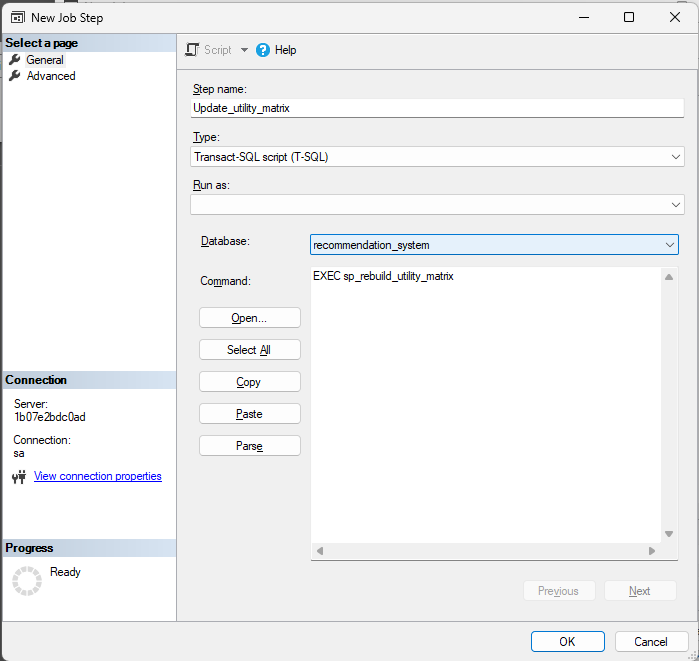 New Job Step
Select a page
General
Advanced
Script
Help
Step name:
Update_utility_matrix
Type:
Transact-SQL script (T-SQL)
Run as:
Database:
recommendation_system
Command:
EXEC sp_rebuild_utility_matrix
Open...
Select All
Copy
Paste
Parse
Connection
Server:
1b07e2bdc0ad
Connection:
sa
View connection properties
Progress
Ready
Previous
Next
OK
Cancel